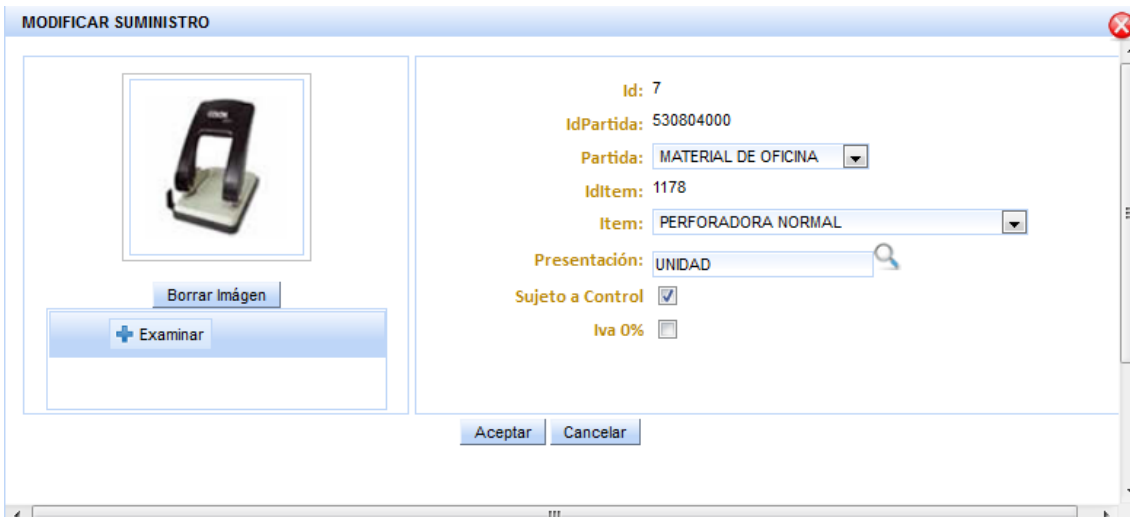 MODIFICAR SUMINISTRO
Id: 7
IdPartida: 530804000
Partida: MATERIAL DE OFICINA
IdItem: 1178
Item: PERFORADORA NORMAL
Presentación: UNIDAD
Sujeto a Control
Iva 0%
Borrar Imágen
Examinar
Aceptar Cancelar